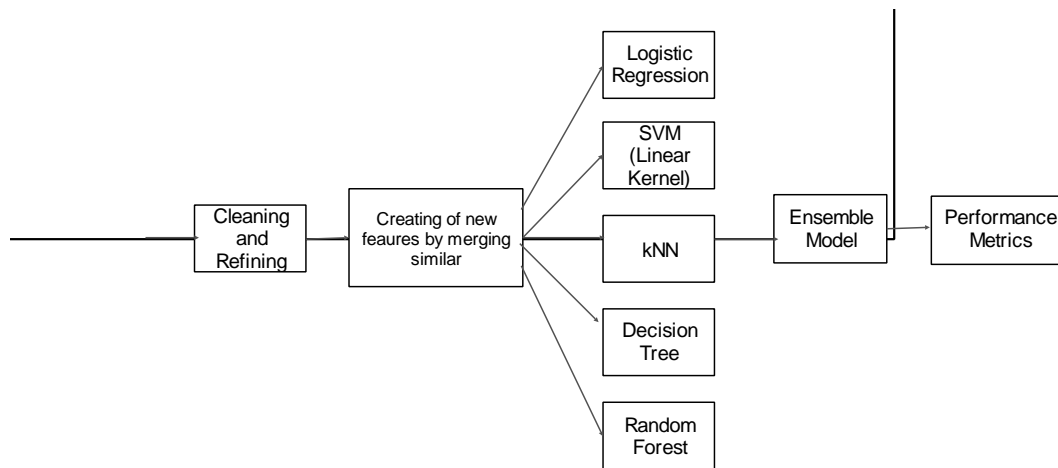 Logistic
Regression
SVM
(Linear
Kernel)
Cleaning
and
Refining
Creating of new
feaures by merging
similar
kNN
Ensemble
Model
Performance
Metrics
Decision
Tree
Random
Forest